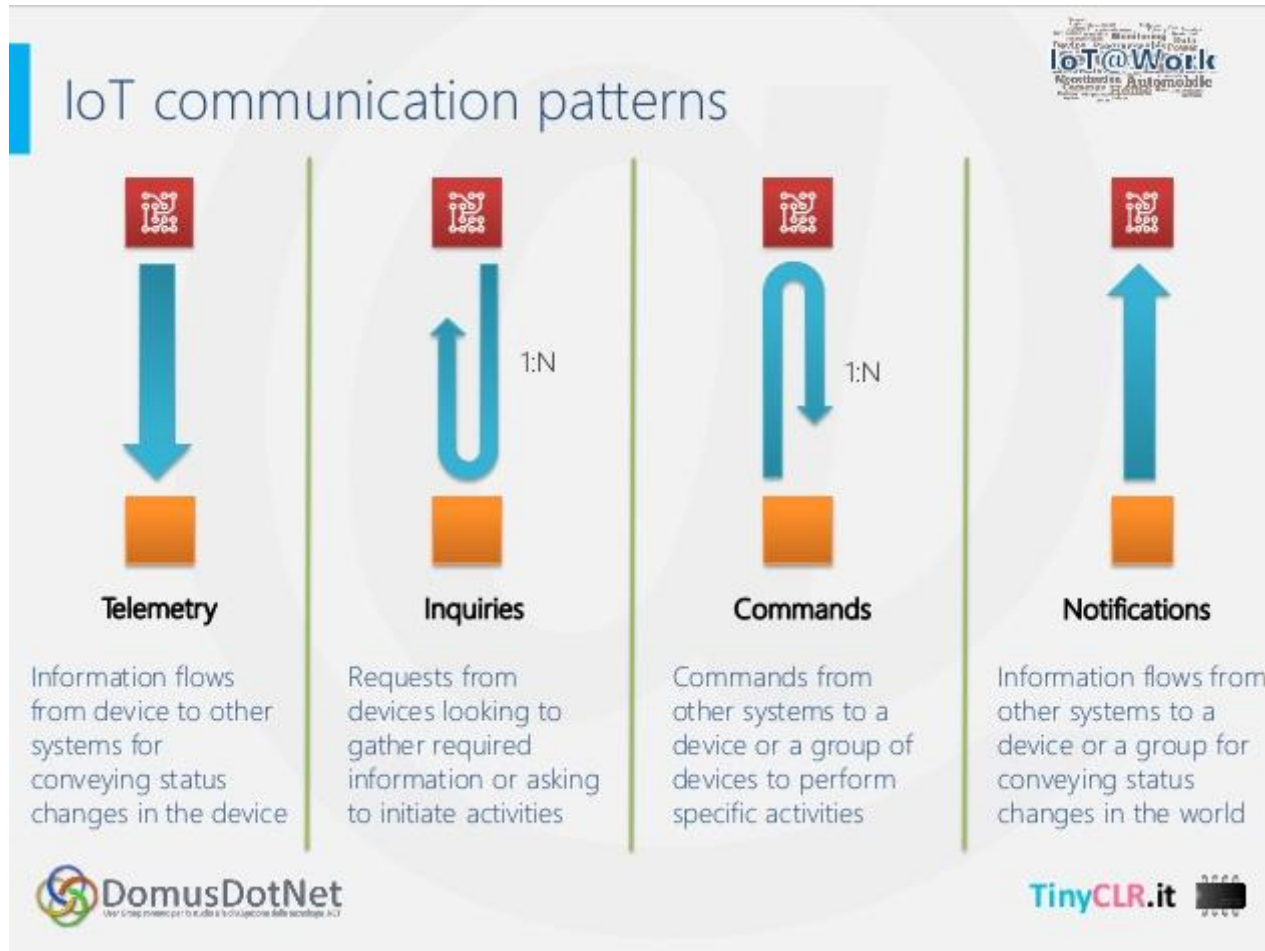 IoT communication patterns
IoT@Work
Monitoring Data
Automobile
1:N
1:N
Telemetry
Information flows
from device to other
systems for
conveying status
changes in the device
Inquiries
Requests from
devices looking to
gather required
information or asking
to initiate activities
Commands
Commands from
other systems to a
device or a group of
devices to perform
specific activities
Notifications
Information flows from
other systems to a
device or a group for
conveying status
changes in the world
DomusDotNet
TinyCLR.it